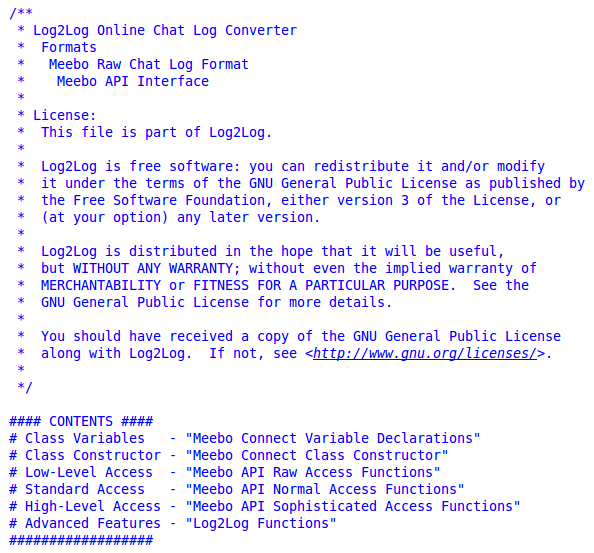 /**
 * Log2Log Online Chat Log Converter
 *  Formats
 *   Meebo Raw Chat Log Format
 *    Meebo API Interface
 *
 * License:
 *  This file is part of Log2Log.
 *
 *  Log2Log is free software: you can redistribute it and/or modify
 *  it under the terms of the GNU General Public License as published by
 *  the Free Software Foundation, either version 3 of the License, or
 *  (at your option) any later version.
 *
 *  Log2Log is distributed in the hope that it will be useful,
 *  but WITHOUT ANY WARRANTY; without even the implied warranty of
 *  MERCHANTABILITY or FITNESS FOR A PARTICULAR PURPOSE.  See the
 *  GNU General Public License for more details.
 *
 *  You should have received a copy of the GNU General Public License
 *  along with Log2Log.  If not, see <http://www.gnu.org/licenses/>.
 *
 */

#### CONTENTS ####
# Class Variables   - "Meebo Connect Variable Declarations"
# Class Constructor - "Meebo Connect Class Constructor"
# Low-Level Access  - "Meebo API Raw Access Functions"
# Standard Access   - "Meebo API Normal Access Functions"
# High-Level Access - "Meebo API Sophisticated Access Functions"
# Advanced Features - "Log2Log Functions"
##################